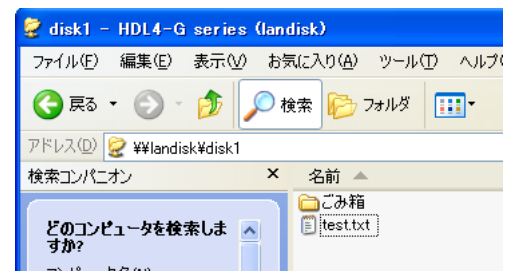 disk1 - HDL4-G series (landisk)
ファイル(F) 編集(E) 表示(V) お気に入り(A) ツール(T) ヘルプ(
戻る 検索 フォルダ
アドレス(D) ¥¥landisk¥disk1
検索コンパニオン × 名前
ごみ箱
どのコンピュータを検索しま
すか?
test.txt